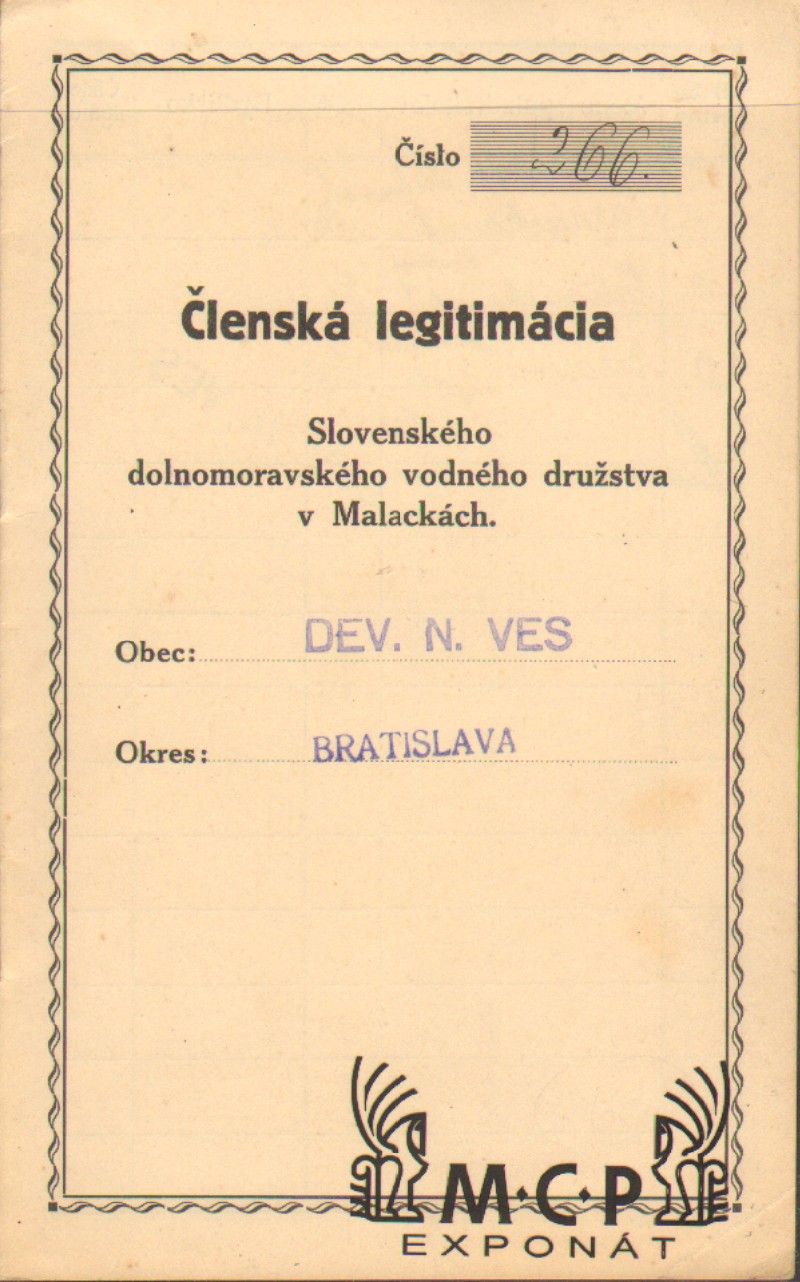 Číslo 266.
Členská legitimácia
Slovenského
dolnomoravského vodného družstva
v Malackách.
Obec: DEV. N. VES
Okres: BRATISLAVA
M·C·P
EXPONÁT